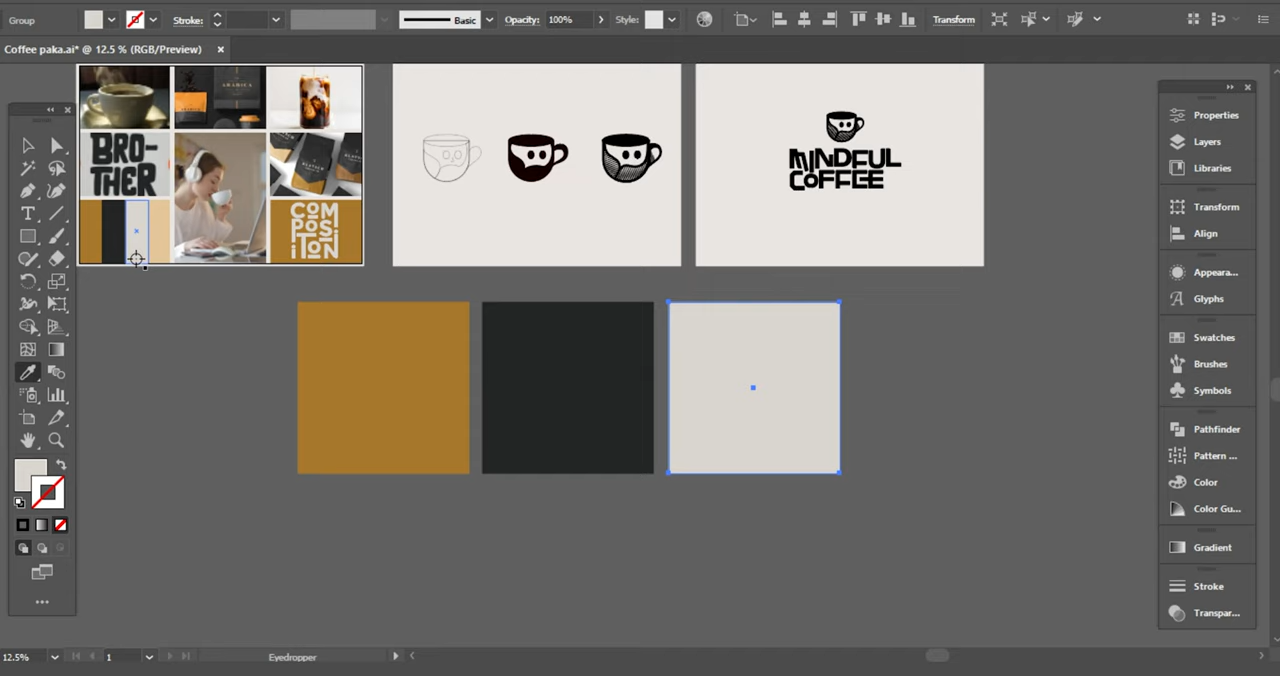 Group
Stroke:
Basic
Opacity:
100%
Style:
Transform
Coffee paka.ai* @ 12.5 % (RGB/Preview)
ARABICA
BRO-
THER
COM
POSI
TION
MINDFUL
COFFEE
Properties
Layers
Libraries
Transform
Align
Appeara...
Glyphs
Swatches
Brushes
Symbols
Pathfinder
Pattern ...
Color
Color Gu...
Gradient
Stroke
Transpar...
12.5%
1
Eyedropper